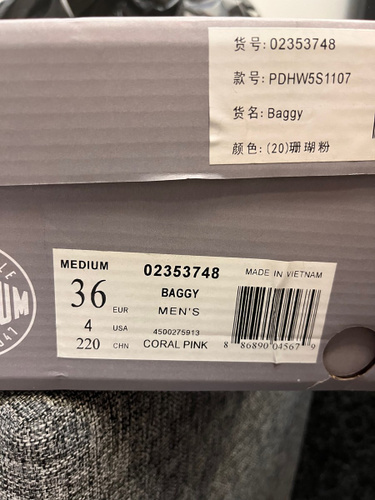 货号: 02353748
款号: PDHW5S1107
货名: Baggy
颜色: (20)珊瑚粉
MEDIUM 02353748 MADE IN VIETNAM
36 EUR BAGGY
MEN'S
4 USA 4500275913
220 CHN CORAL PINK 8 86890 04567 9